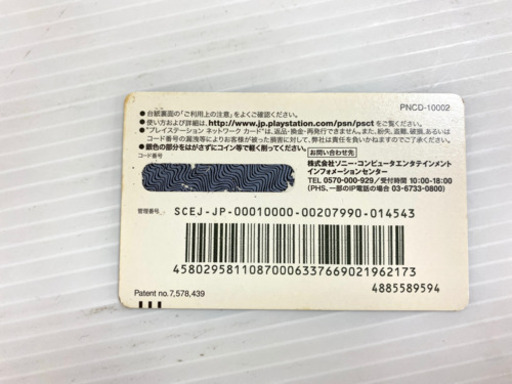 PNCD-10002
●台紙裏面の「ご利用上の注意」をよくご確認ください。
●使い方および詳細は、http://www.jp.playstation.com/psn/psct をご覧ください。
●"プレイステーション ネットワーク カード"は、返品・換金・再発行できません。また、紛失、盗難、破損、あるいは
コード番号の漏洩等によりお客様が被った損害に対して、弊社は責任を負いかねますのでご了承ください。
●銀色の部分をはがさずにコイン等で軽く削ってください。
コード番号
お問い合わせ先
株式会社ソニー・コンピュータエンタテインメント
インフォメーションセンター
TEL 0570-000-929／受付時間 10:00-18:00
(PHS、一部のIP電話の場合 03-6733-0800)
管理番号
SCEJ-JP-00010000-00207990-014543
45802958110870006337669021962173
4885589594
Patent no.7,578,439